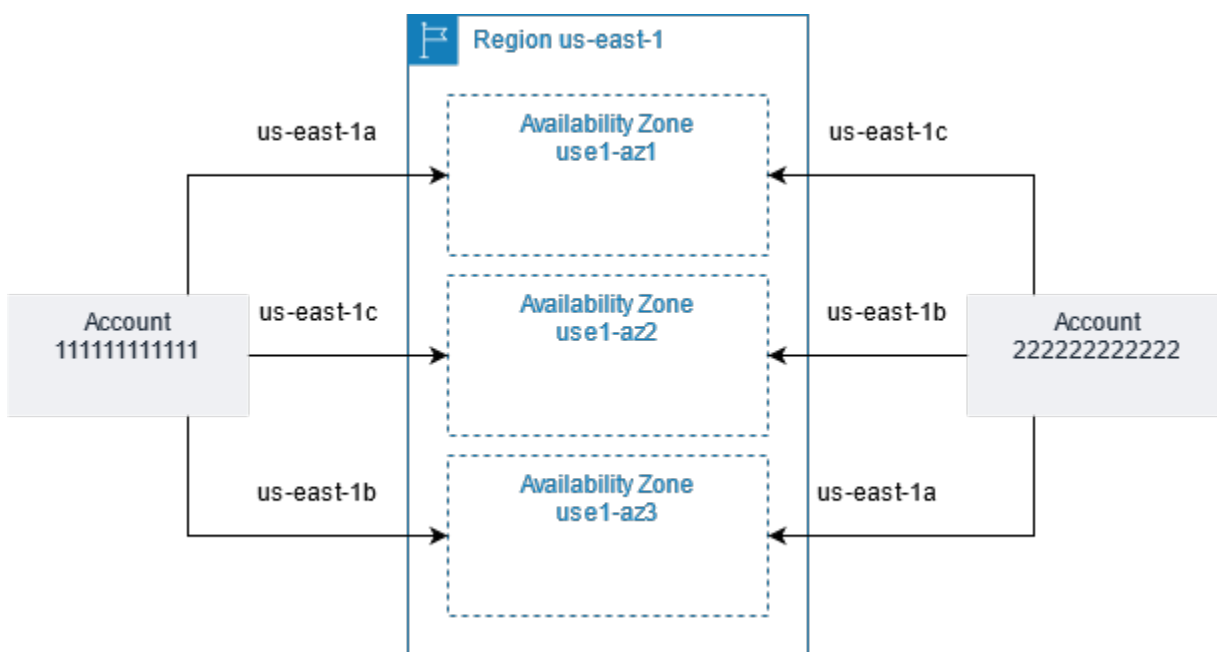 Region us-east-1
us-east-1a
Availability Zone
use1-az1
us-east-1c
Account
111111111111
us-east-1c
Availability Zone
use1-az2
us-east-1b
Account
222222222222
us-east-1b
Availability Zone
use1-az3
us-east-1a